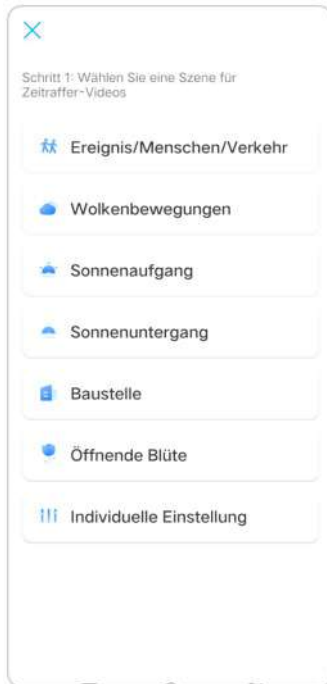 Schritt 1: Wählen Sie eine Szene für
Zeitraffer-Videos
Ereignis/Menschen/Verkehr
Wolkenbewegungen
Sonnenaufgang
Sonnenuntergang
Baustelle
Öffnende Blüte
Individuelle Einstellung